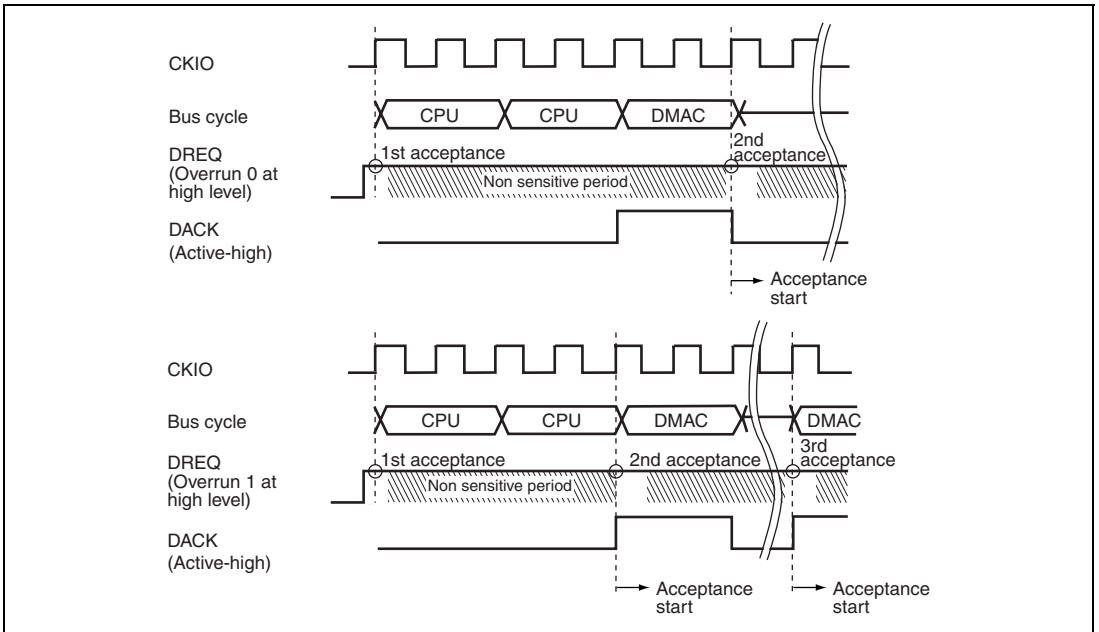 CKIO
Bus cycle
CPU
CPU
DMAC
DREQ
(Overrun 0 at
high level)
1st acceptance
2nd
acceptance
Non sensitive period
DACK
(Active-high)
Acceptance
start
CKIO
Bus cycle
CPU
CPU
DMAC
DMAC
DREQ
(Overrun 1 at
high level)
1st acceptance
2nd acceptance
3rd
acceptance
Non sensitive period
DACK
(Active-high)
Acceptance
start
Acceptance
start